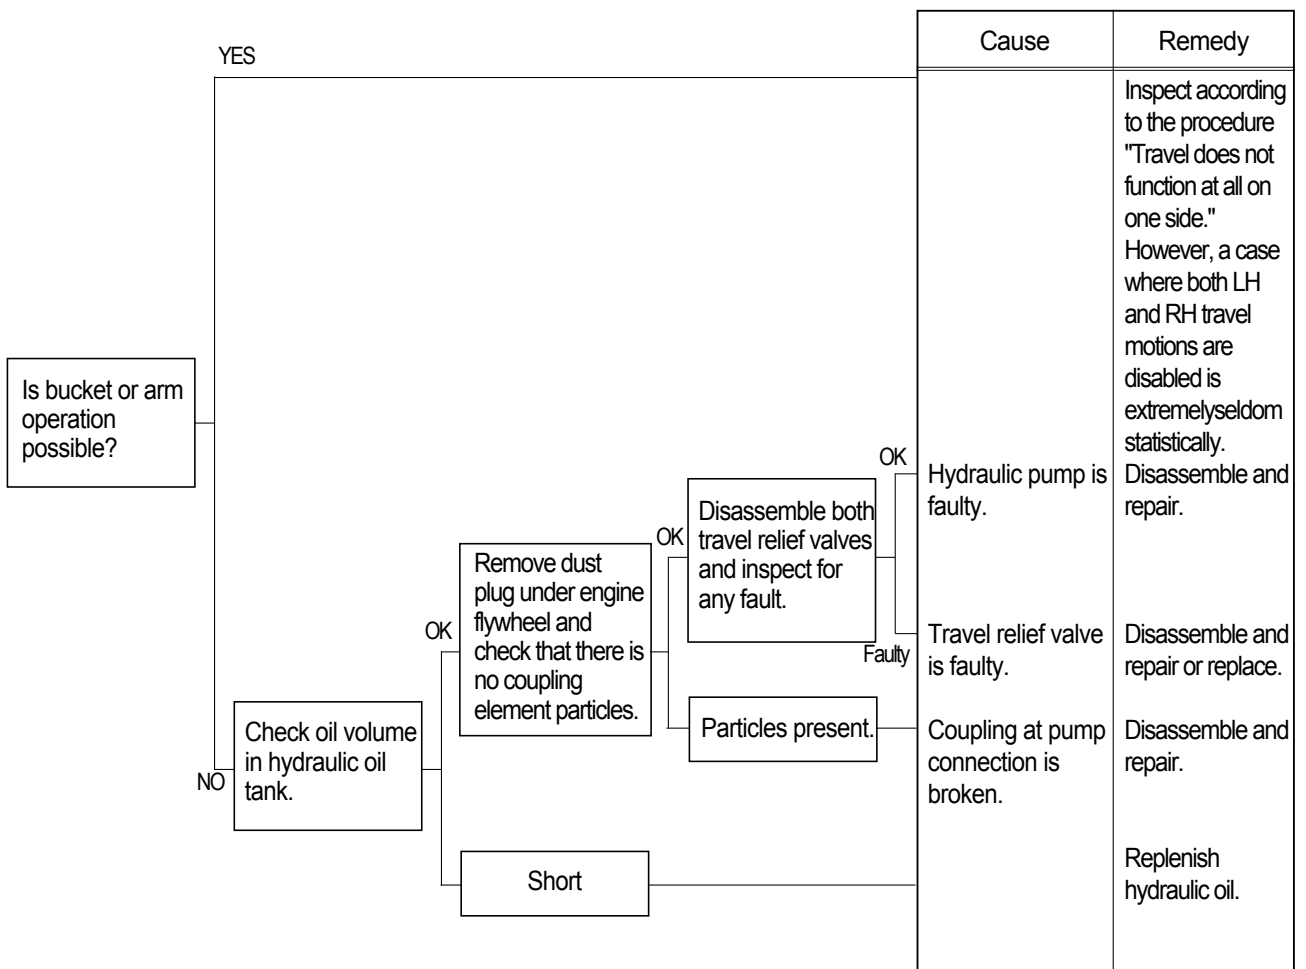 YES
Cause
Remedy
Inspect according
to the procedure
"Travel does not
function at all on
one side."
However, a case
where both LH
and RH travel
motions are
disabled is
extremelyseldom
statistically.
Is bucket or arm
operation
possible?
NO
Check oil volume
in hydraulic oil
tank.
OK
Remove dust
plug under engine
flywheel and
check that there is
no coupling
element particles.
OK
Disassemble both
travel relief valves
and inspect for
any fault.
OK
Hydraulic pump is
faulty.
Disassemble and
repair.
Faulty
Travel relief valve
is faulty.
Disassemble and
repair or replace.
Particles present.
Coupling at pump
connection is
broken.
Disassemble and
repair.
Short
Replenish
hydraulic oil.